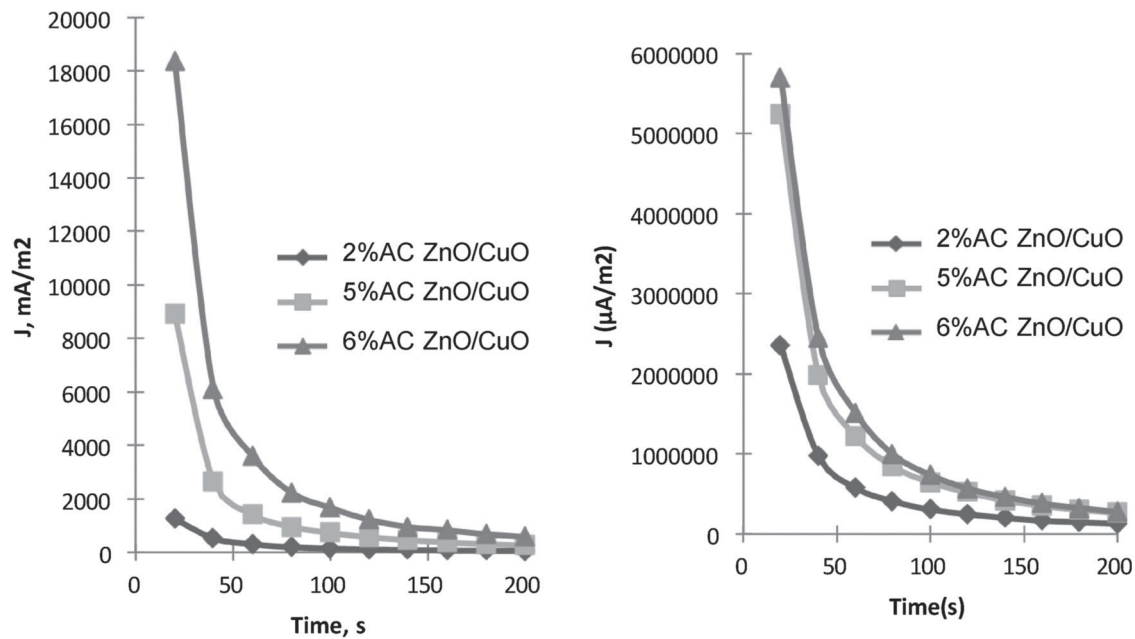 20000
18000
16000
14000
12000
10000
8000
6000
4000
2000
0
J, mA/m2
2%AC ZnO/CuO
5%AC ZnO/CuO
6%AC ZnO/CuO
0 50 100 150 200
Time, s
6000000
5000000
4000000
3000000
2000000
1000000
0
J (µA/m2)
2%AC ZnO/CuO
5%AC ZnO/CuO
6%AC ZnO/CuO
0 50 100 150 200
Time(s)